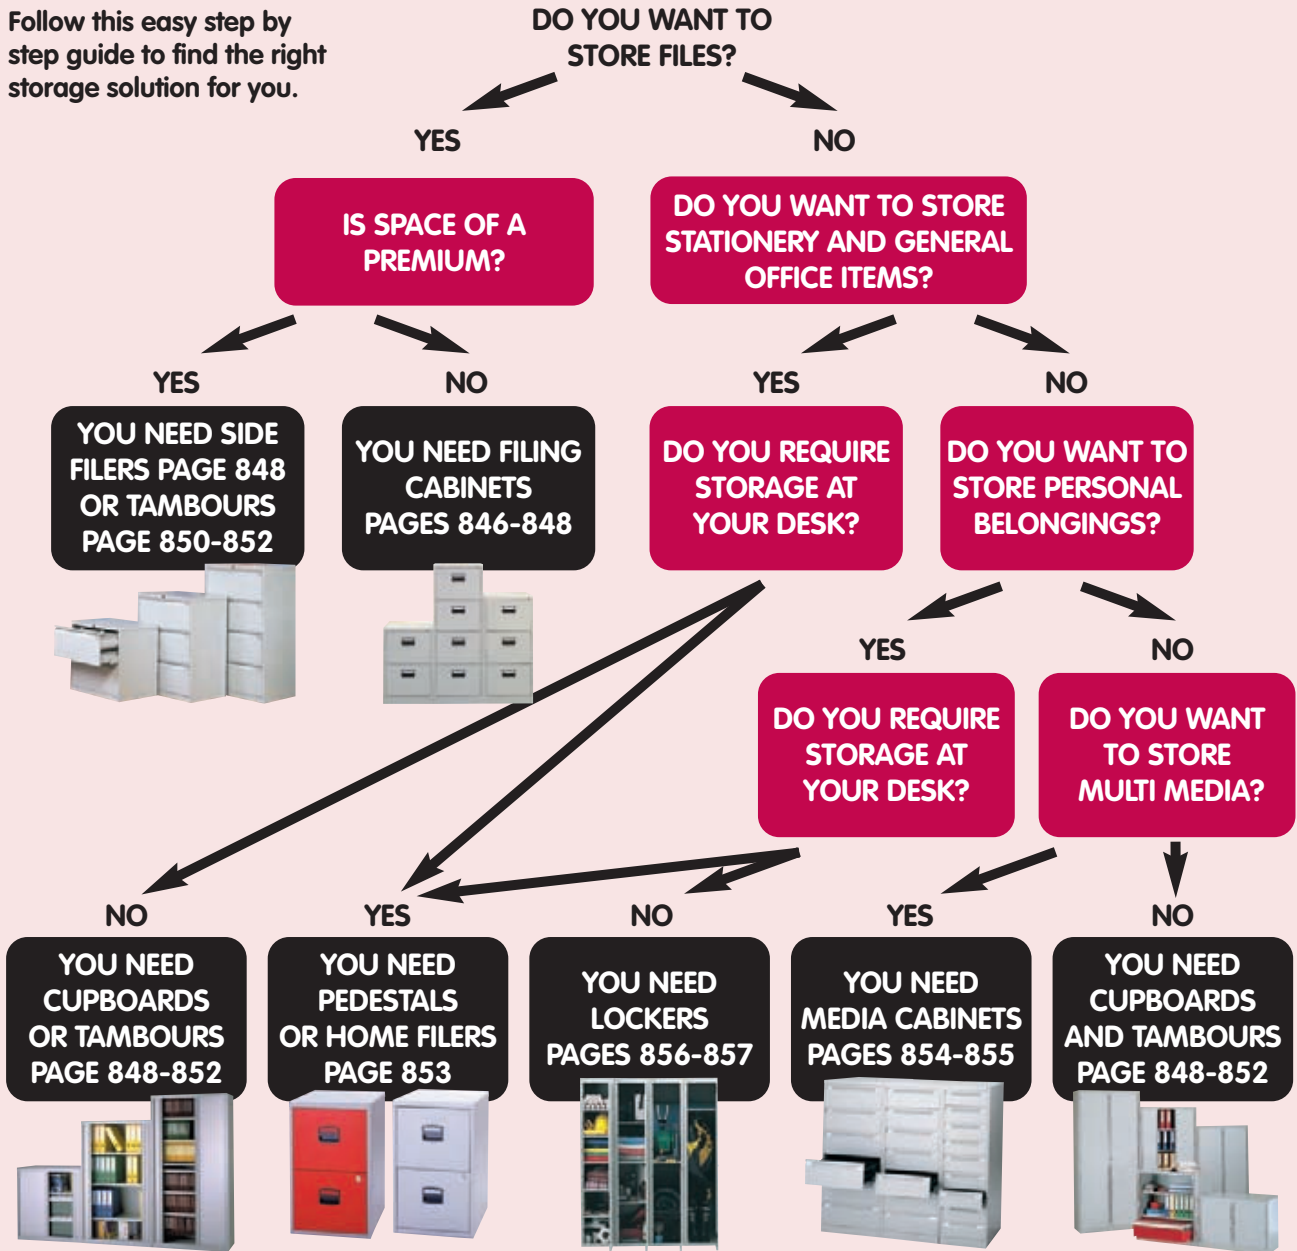 Follow this easy step by
step guide to find the right
storage solution for you.
DO YOU WANT TO
STORE FILES?
YES
NO
IS SPACE OF A
PREMIUM?
DO YOU WANT TO STORE
STATIONERY AND GENERAL
OFFICE ITEMS?
YES
NO
YES
NO
YOU NEED SIDE
FILERS PAGE 848
OR TAMBOURS
PAGE 850-852
YOU NEED FILING
CABINETS
PAGES 846-848
DO YOU REQUIRE
STORAGE AT
YOUR DESK?
DO YOU WANT TO
STORE PERSONAL
BELONGINGS?
YES
NO
DO YOU REQUIRE
STORAGE AT
YOUR DESK?
DO YOU WANT
TO STORE
MULTI MEDIA?
NO
YES
NO
YES
NO
YOU NEED
CUPBOARDS
OR TAMBOURS
PAGE 848-852
YOU NEED
PEDESTALS
OR HOME FILERS
PAGE 853
YOU NEED
LOCKERS
PAGES 856-857
YOU NEED
MEDIA CABINETS
PAGES 854-855
YOU NEED
CUPBOARDS
AND TAMBOURS
PAGE 848-852